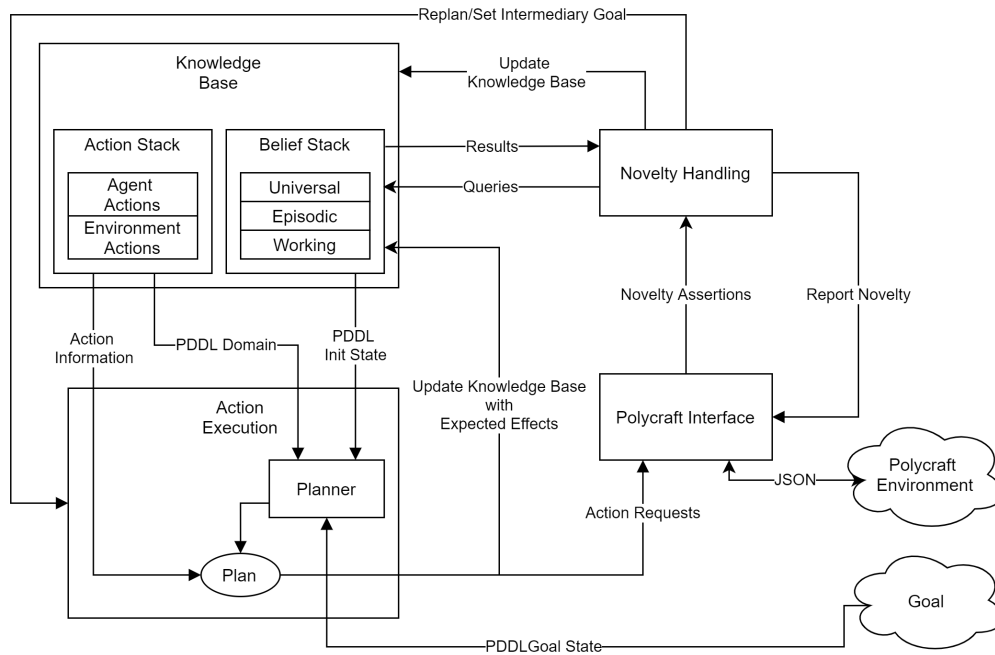 Replan/Set Intermediary Goal
Knowledge
Base
Update
Knowledge Base
Action Stack
Agent
Actions
Environment
Actions
Belief Stack
Universal
Episodic
Working
Results
Queries
Novelty Handling
Novelty Assertions
Report Novelty
Action
Information
PDDL Domain
PDDL
Init State
Update Knowledge Base
with
Expected Effects
Polycraft Interface
Action
Execution
Planner
Plan
Action Requests
JSON
Polycraft
Environment
Goal
PDDLGoal State